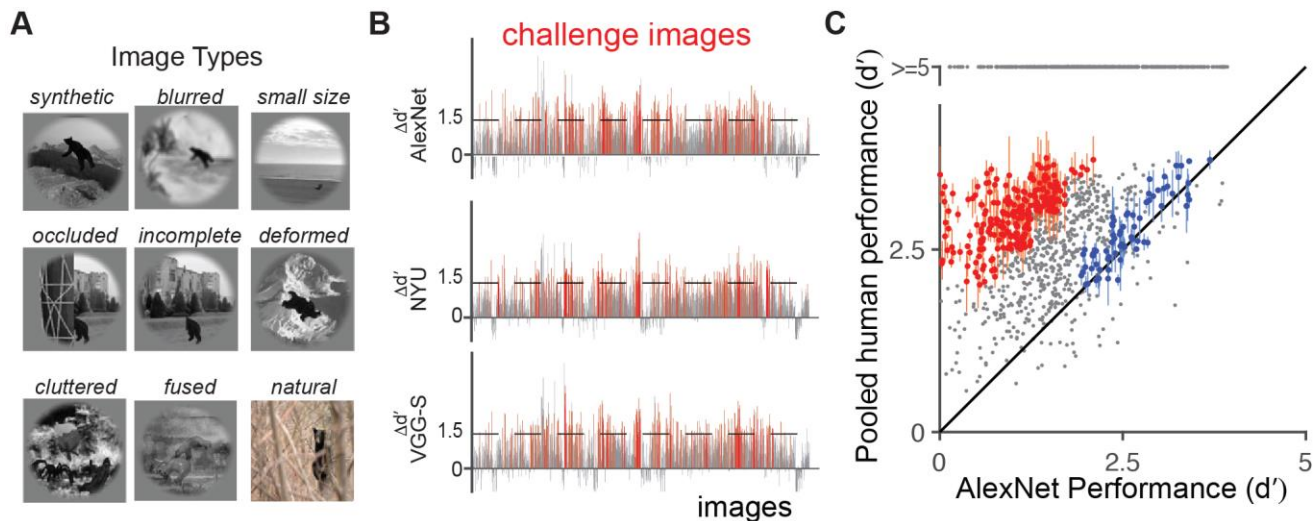 A
Image Types
synthetic blurred small size
occluded incomplete deformed
cluttered fused natural
B
challenge images
Δd'
AlexNet
1.5
0
Δd'
NYU
1.5
0
Δd'
VGG-S
1.5
0
images
C
Pooled human performance (d')
>=5
2.5
0
0 2.5 5
AlexNet Performance (d')